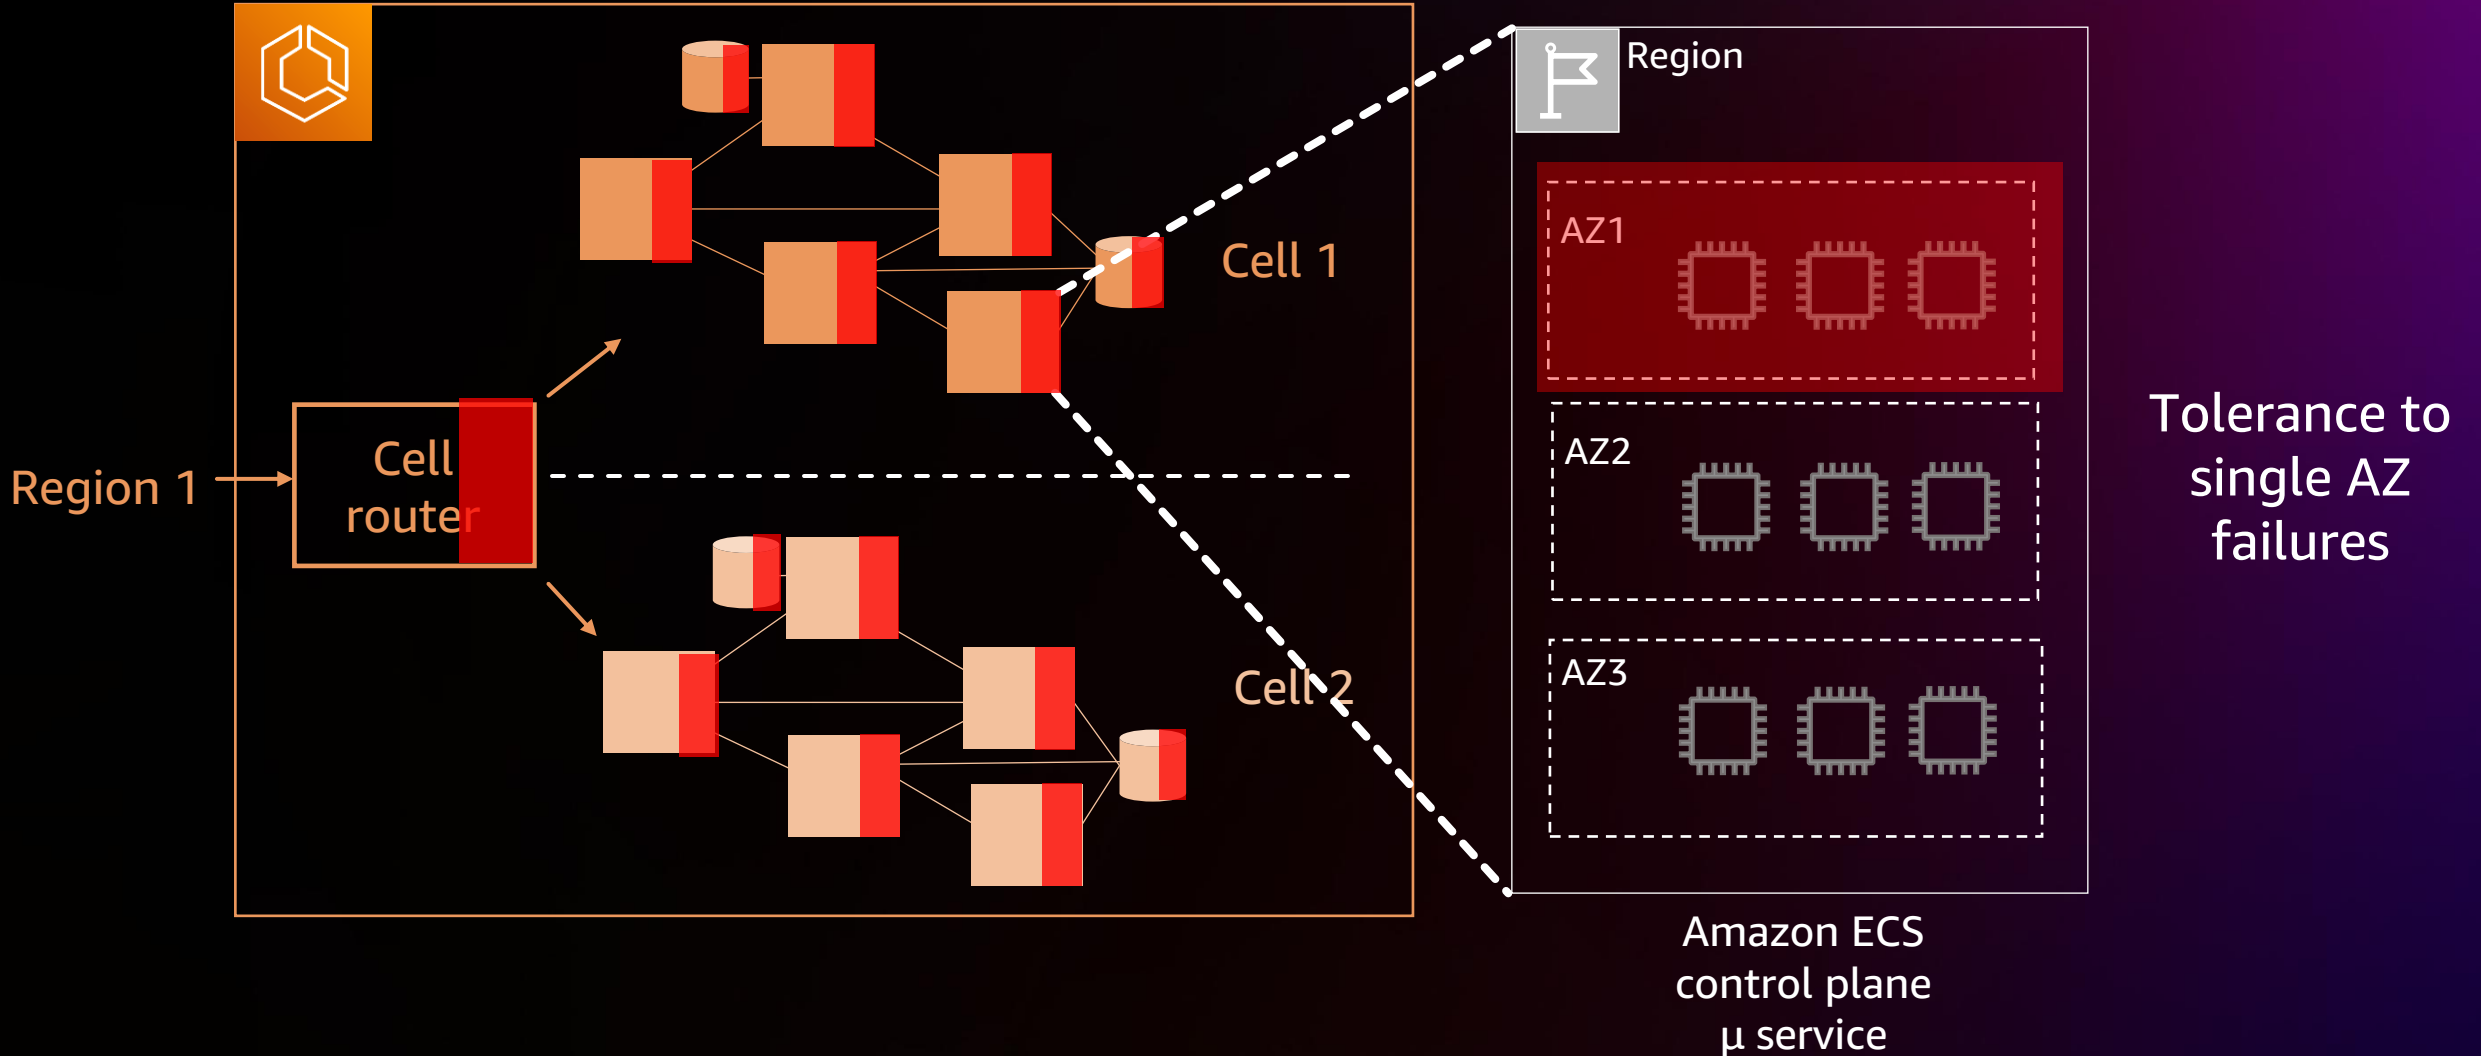 Region
AZ1
Cell 1
AZ2
Tolerance to
single AZ
failures
Cell
router
Region 1
Cell 2
AZ3
Amazon ECS
control plane
μ service